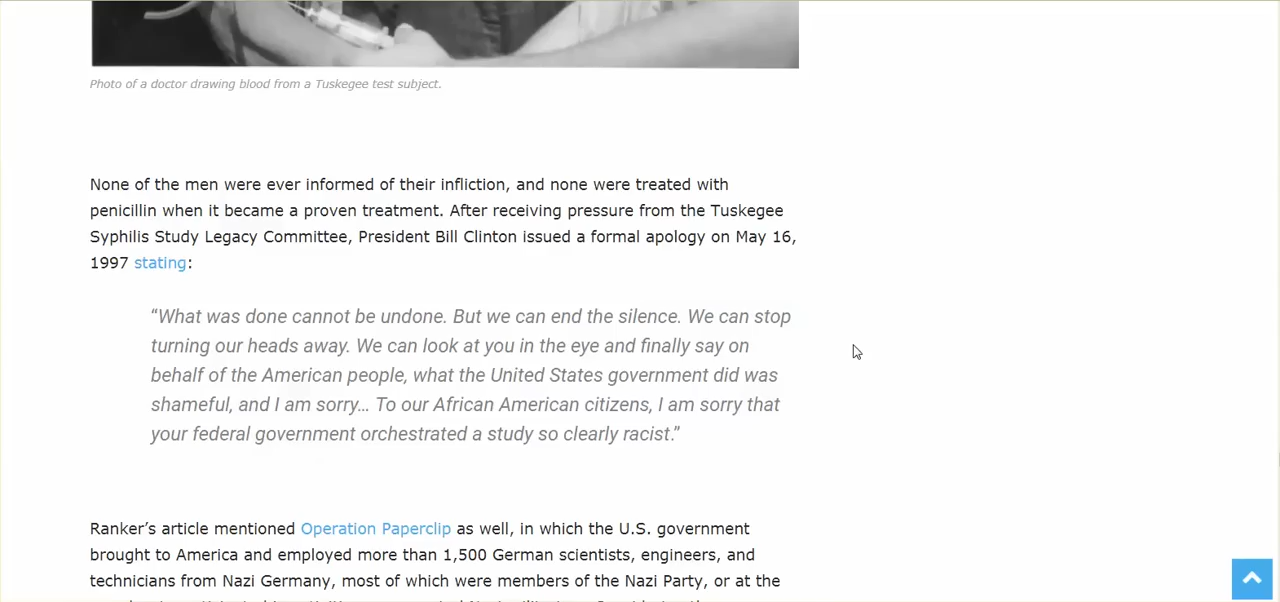 Photo of a doctor drawing blood from a Tuskegee test subject.
None of the men were ever informed of their infliction, and none were treated with
penicillin when it became a proven treatment. After receiving pressure from the Tuskegee
Syphilis Study Legacy Committee, President Bill Clinton issued a formal apology on May 16,
1997 stating:
“What was done cannot be undone. But we can end the silence. We can stop
turning our heads away. We can look at you in the eye and finally say on
behalf of the American people, what the United States government did was
shameful, and I am sorry… To our African American citizens, I am sorry that
your federal government orchestrated a study so clearly racist.”
Ranker’s article mentioned Operation Paperclip as well, in which the U.S. government
brought to America and employed more than 1,500 German scientists, engineers, and
technicians from Nazi Germany, most of which were members of the Nazi Party, or at the